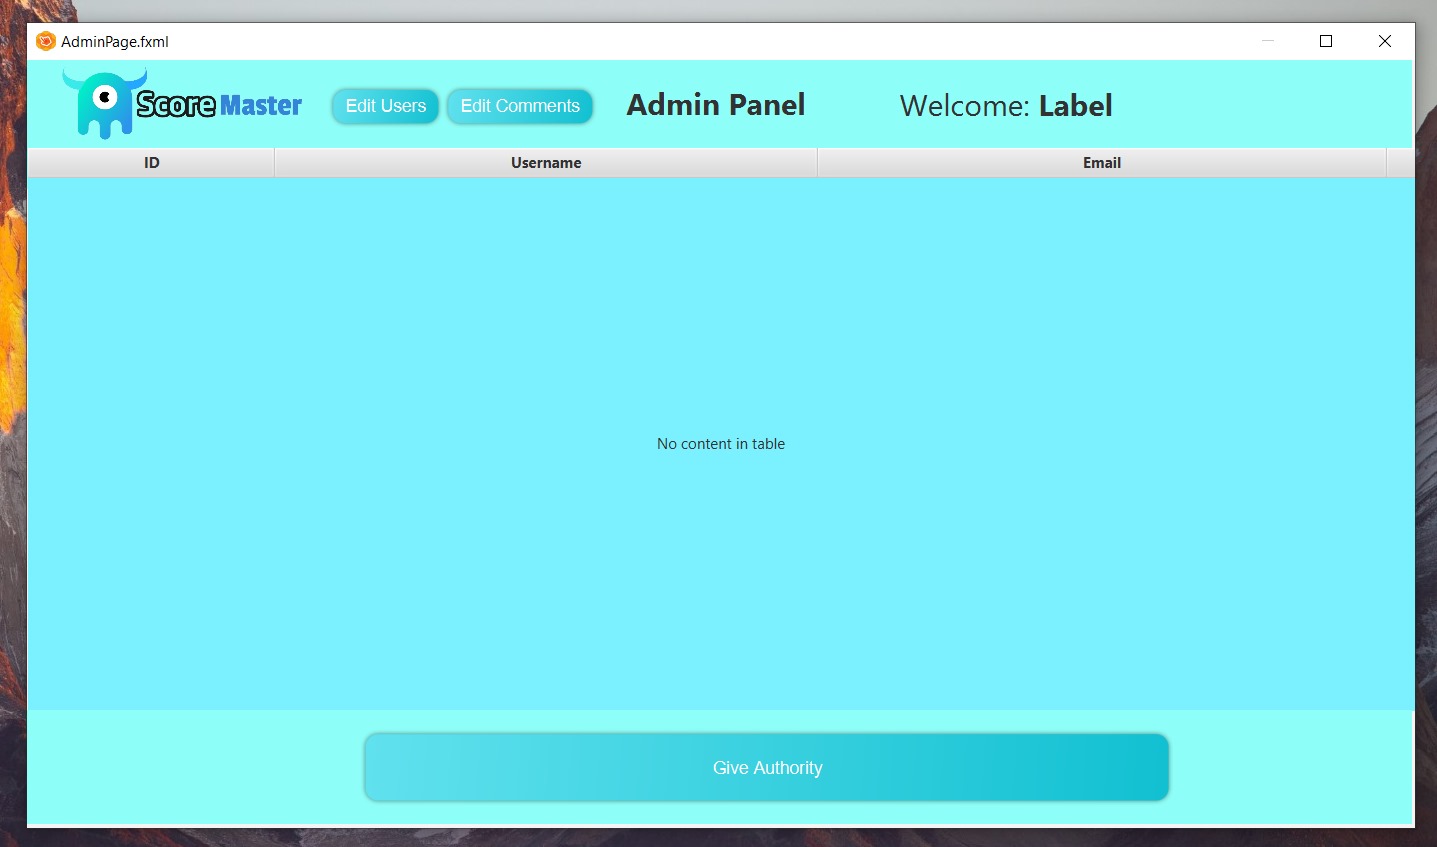 AdminPage.fxml
Score Master
Edit Users
Edit Comments
Admin Panel
Welcome: Label
ID
Username
Email
No content in table
Give Authority